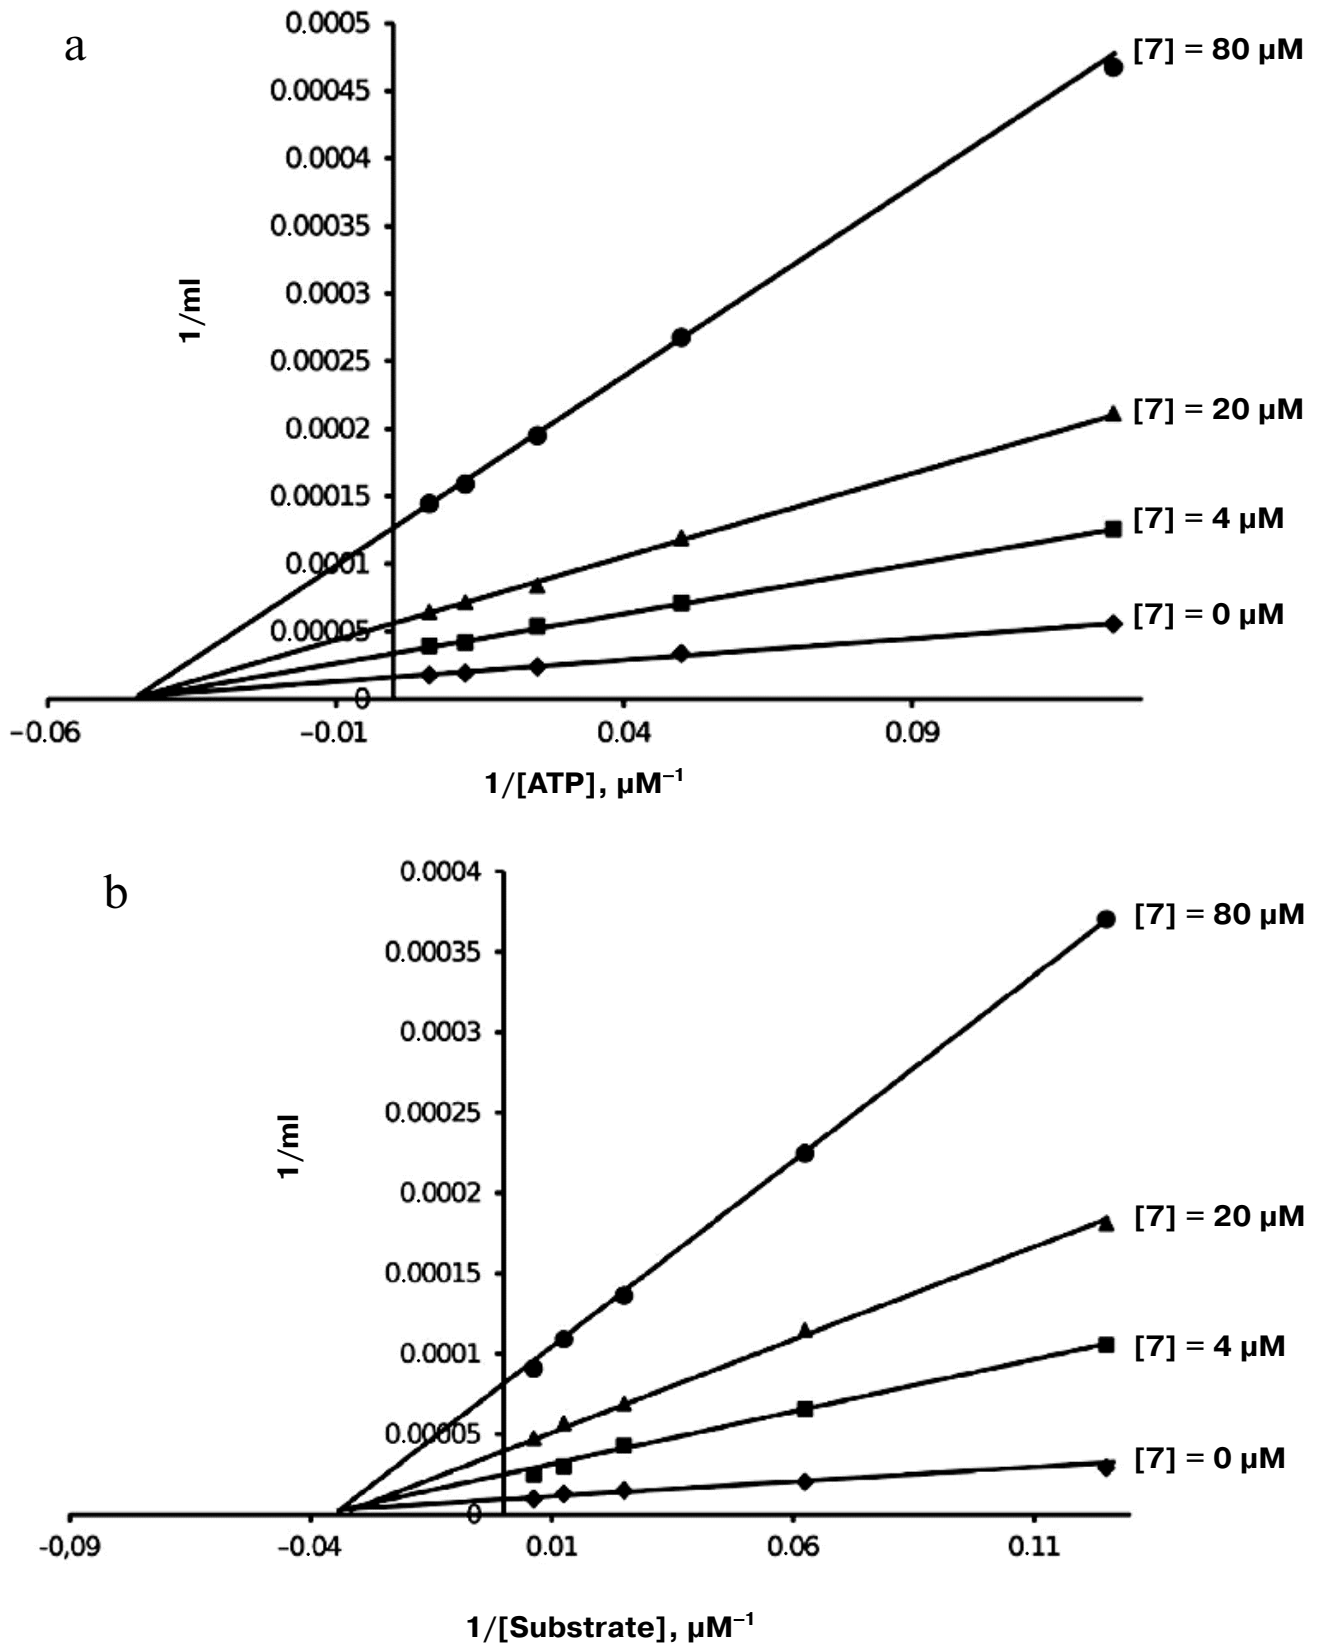 a
0.0005
[7] = 80 µM
0.00045
0.0004
0.00035
0.0003
1/ml
0.00025
0.0002
[7] = 20 µM
0.00015
[7] = 4 µM
0.0001
0.00005
[7] = 0 µM
0
−0.06 −0.01 0.04 0.09
1/[ATP], µM⁻¹
b
0.0004
[7] = 80 µM
0.00035
0.0003
0.00025
1/ml
0.0002
[7] = 20 µM
0.00015
0.0001
[7] = 4 µM
0.00005
[7] = 0 µM
0
-0,09 −0.04 0.01 0.06 0.11
1/[Substrate], µM⁻¹